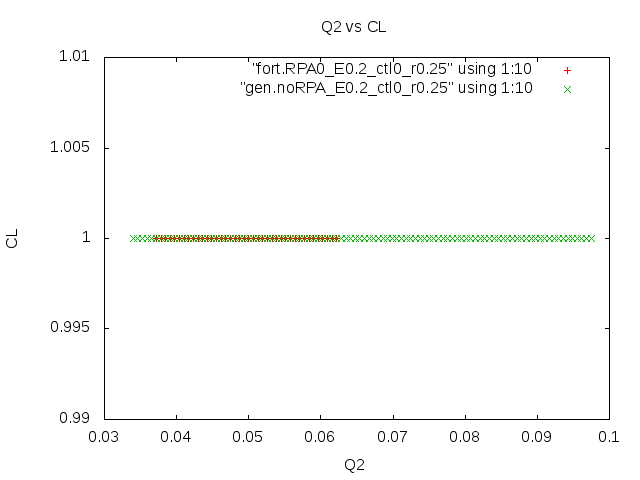 Q2 vs CL
"fort.RPA0_E0.2_ctl0_r0.25" using 1:10
"gen.noRPA_E0.2_ctl0_r0.25" using 1:10
1.01
1.005
1
0.995
0.99
CL
0.03 0.04 0.05 0.06 0.07 0.08 0.09 0.1
Q2